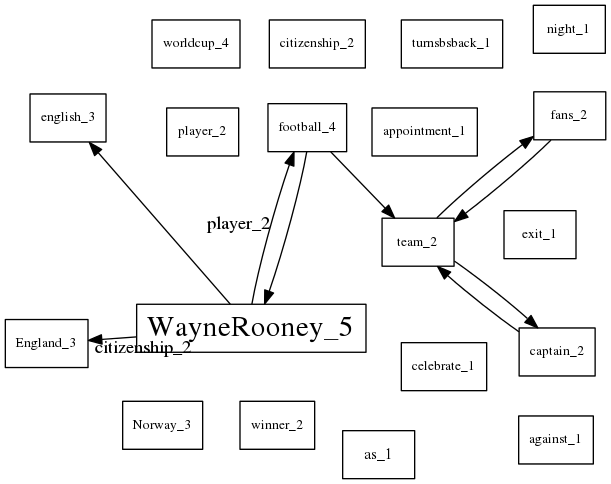 night_1
worldcup_4
citizenship_2
turnsbsback_1
english_3
player_2
football_4
appointment_1
fans_2
player_2
team_2
exit_1
WayneRooney_5
England_3
citizenship_2
captain_2
celebrate_1
Norway_3
winner_2
as_1
against_1